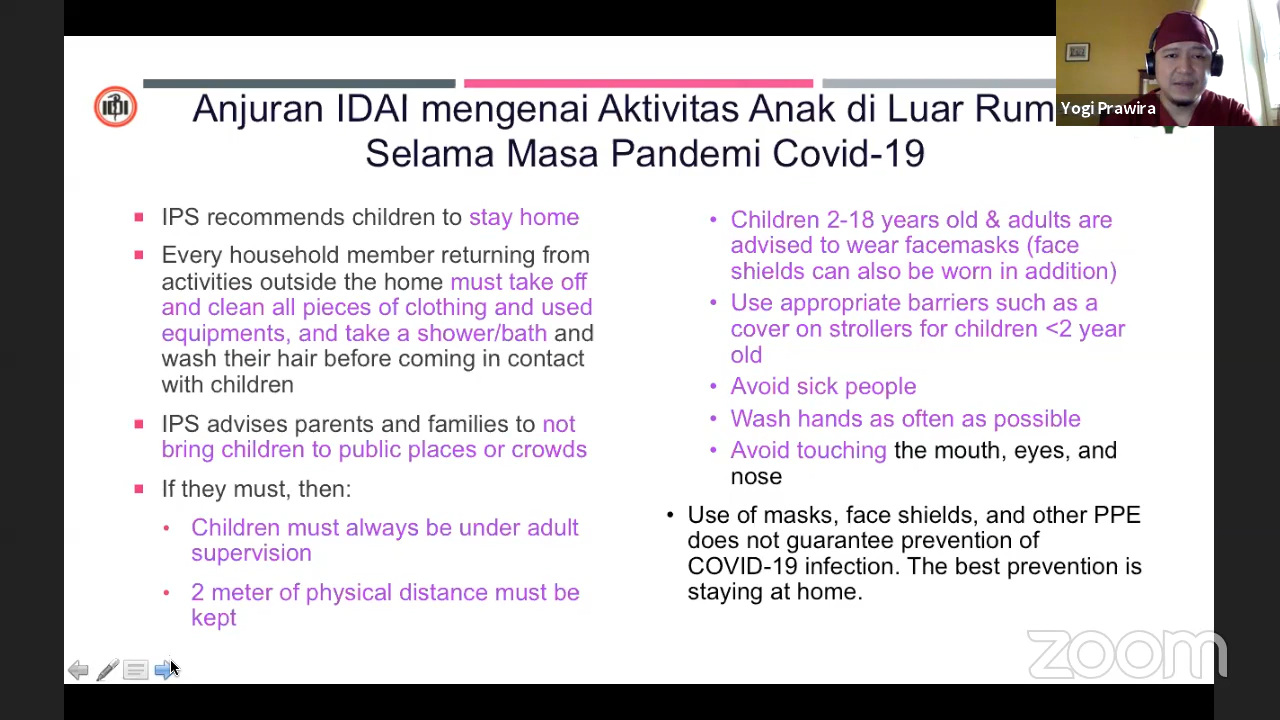 Anjuran IDAI mengenai Aktivitas Anak di Luar Rum
Selama Masa Pandemi Covid-19
Yogi Prawira
IPS recommends children to stay home
Every household member returning from
activities outside the home must take off
and clean all pieces of clothing and used
equipments, and take a shower/bath and
wash their hair before coming in contact
with children
IPS advises parents and families to not
bring children to public places or crowds
If they must, then:
Children must always be under adult
supervision
2 meter of physical distance must be
kept
Children 2-18 years old & adults are
advised to wear facemasks (face
shields can also be worn in addition)
Use appropriate barriers such as a
cover on strollers for children <2 year
old
Avoid sick people
Wash hands as often as possible
Avoid touching the mouth, eyes, and
nose
Use of masks, face shields, and other PPE
does not guarantee prevention of
COVID-19 infection. The best prevention is
staying at home.
zoom